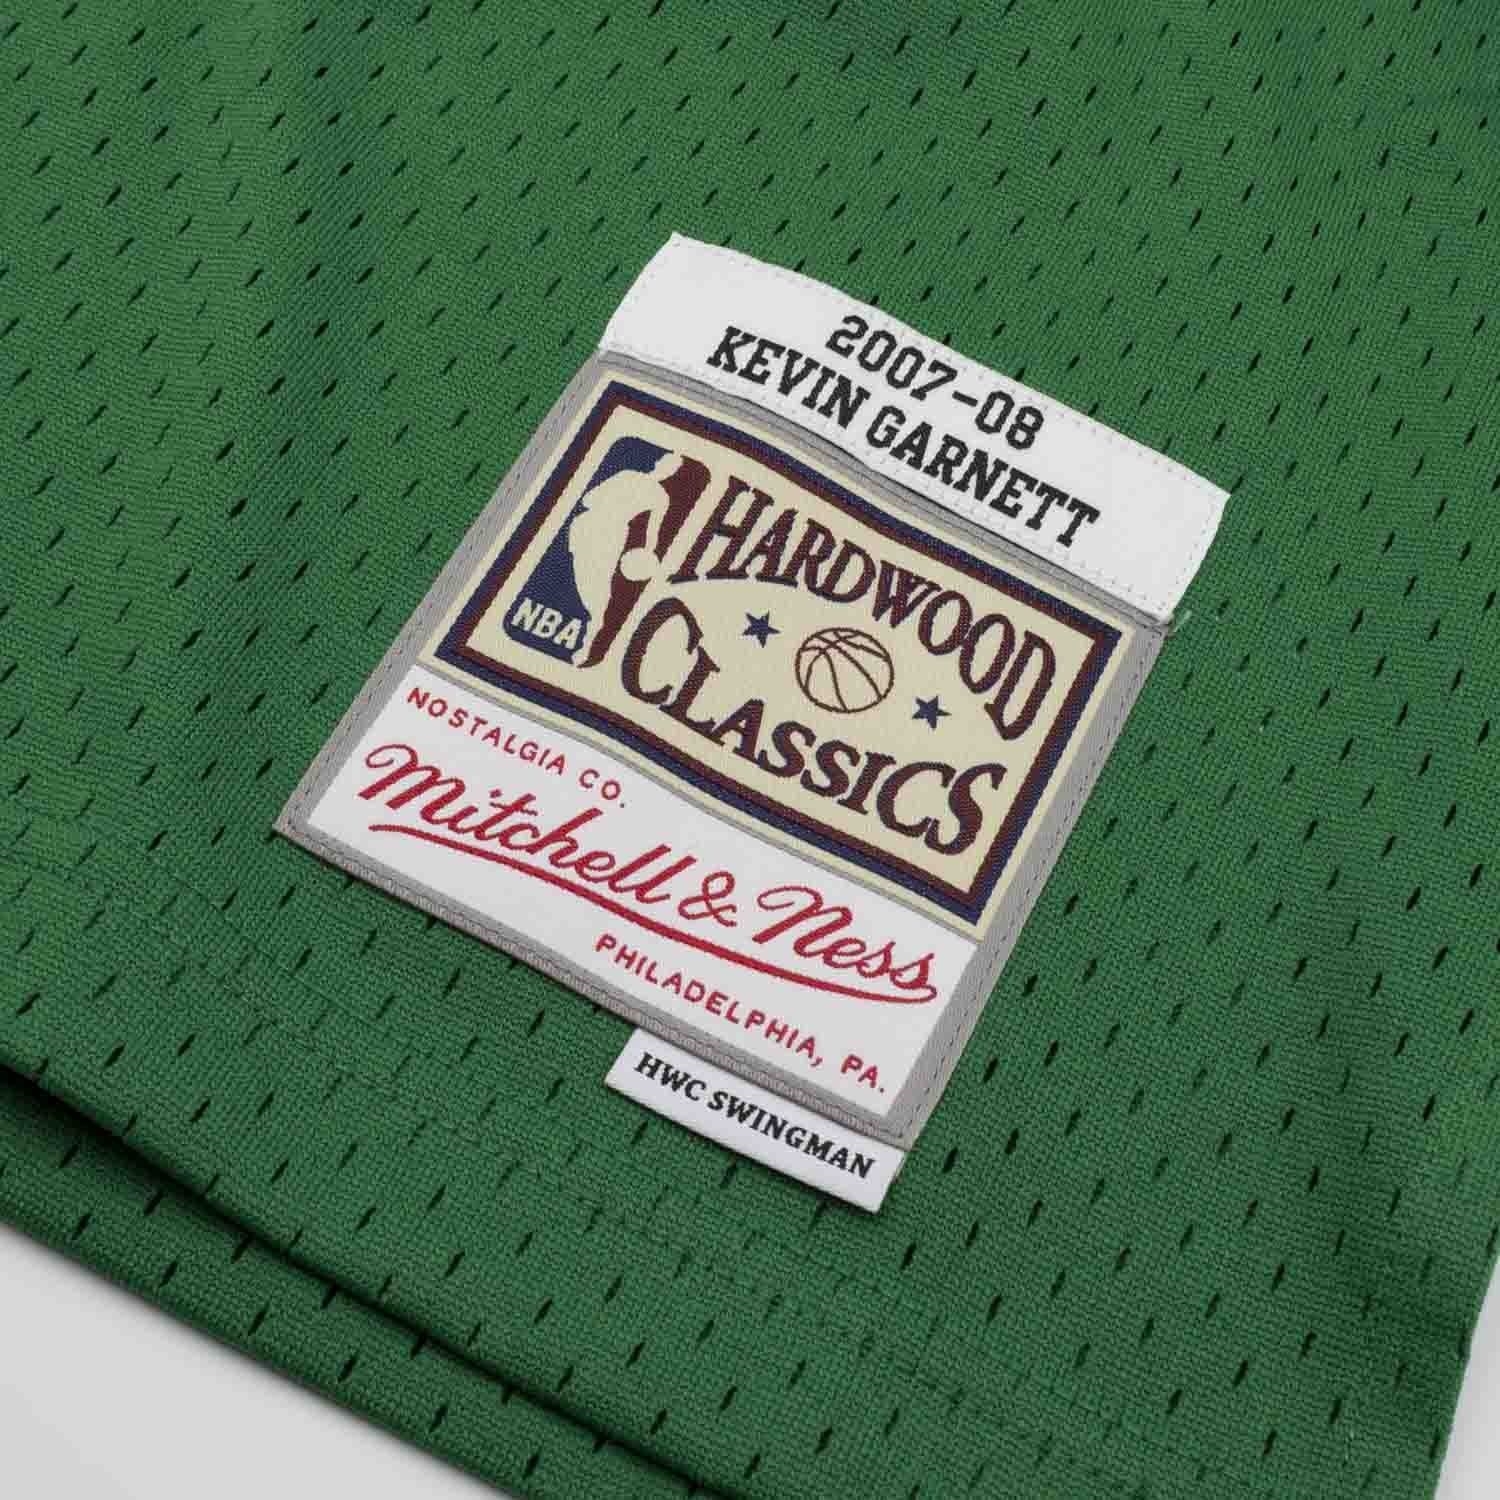 2007-08
KEVIN GARNETT
NBA
HARDWOOD
CLASSICS
NOSTALGIA CO.
Mitchell & Ness
PHILADELPHIA, PA.
HWC SWINGMAN